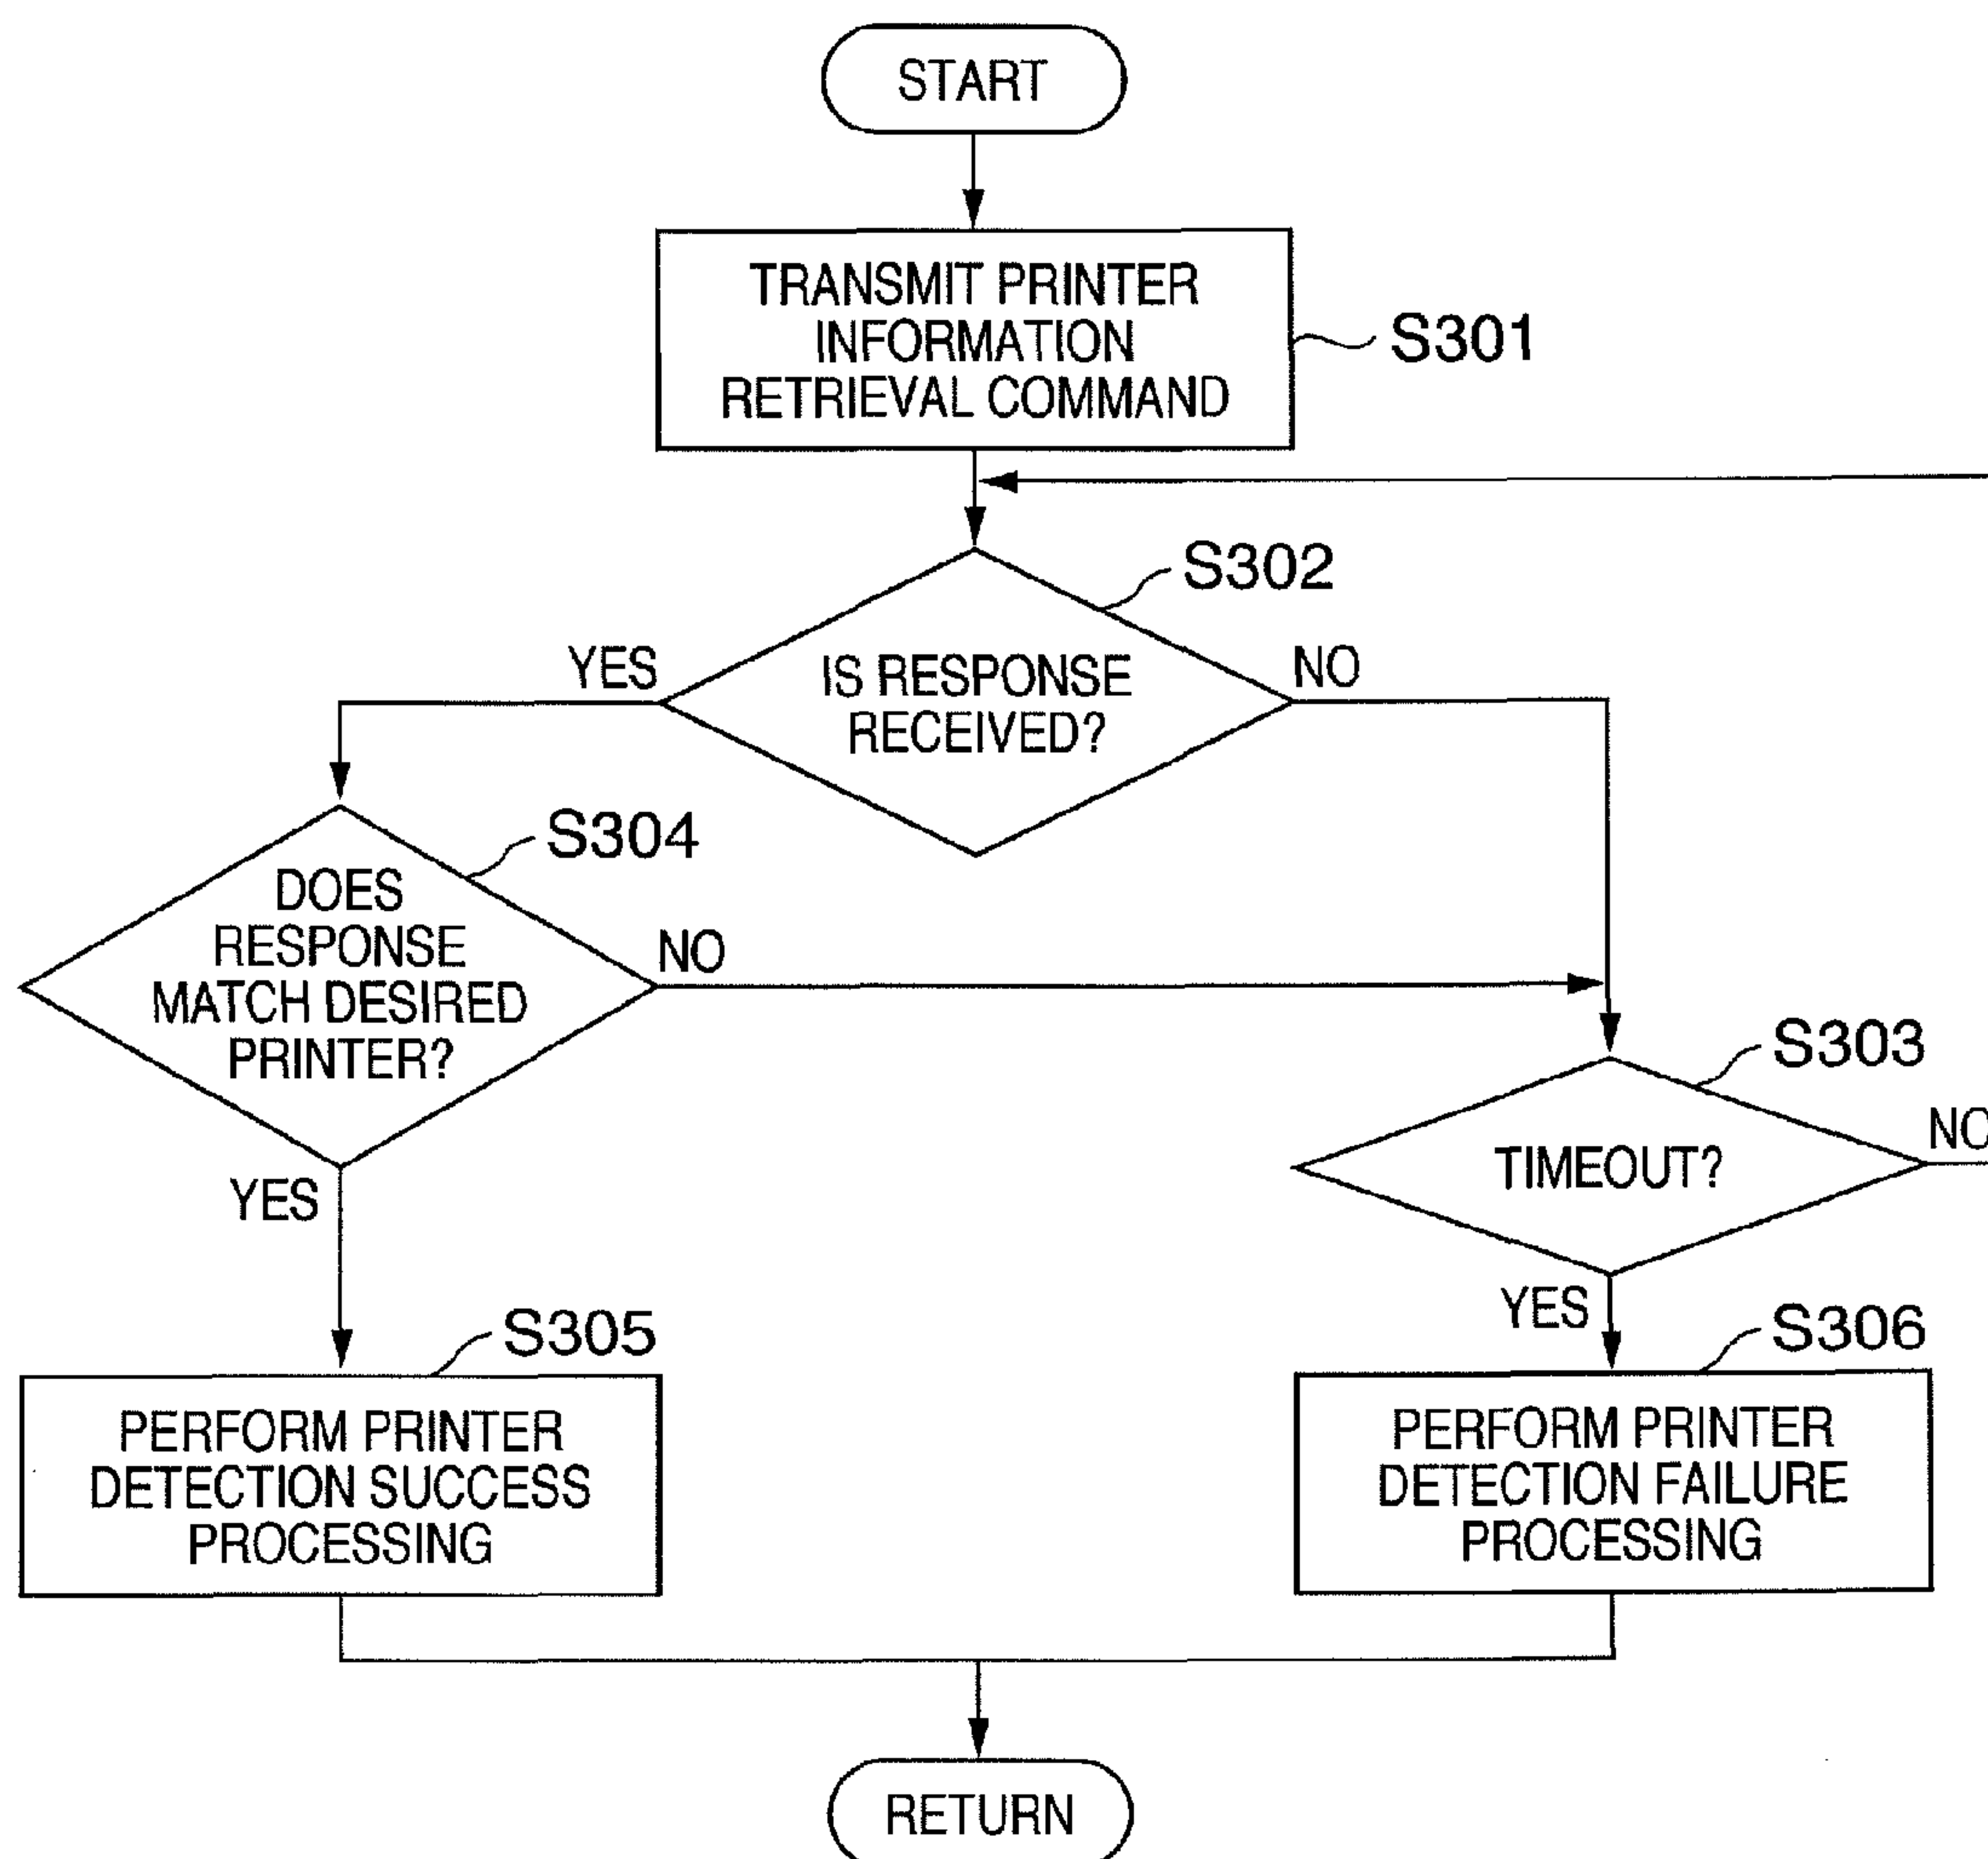 START
TRANSMIT PRINTER
INFORMATION
RETRIEVAL COMMAND
S301
S302
YES
IS RESPONSE
RECEIVED?
NO
S304
DOES
RESPONSE
MATCH DESIRED
PRINTER?
NO
S303
TIMEOUT?
NO
YES
YES
S305
PERFORM PRINTER
DETECTION SUCCESS
PROCESSING
S306
PERFORM PRINTER
DETECTION FAILURE
PROCESSING
RETURN